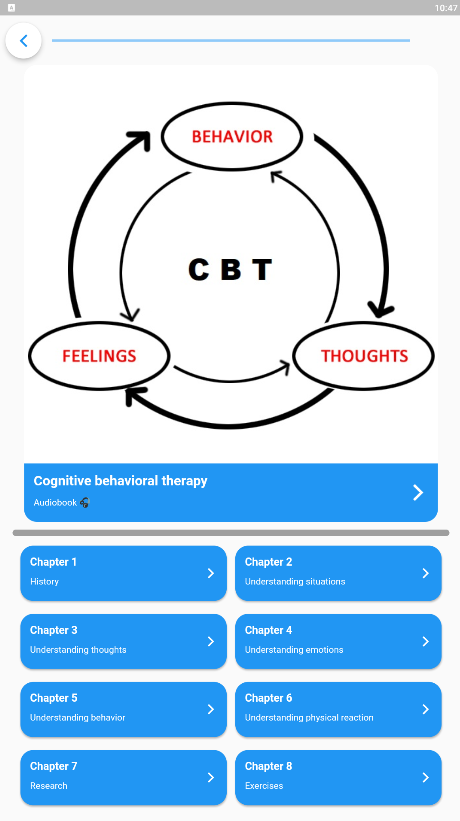 A
10:47
BEHAVIOR
C B T
FEELINGS
THOUGHTS
Cognitive behavioral therapy
Audiobook 🎧
Chapter 1
History
Chapter 2
Understanding situations
Chapter 3
Understanding thoughts
Chapter 4
Understanding emotions
Chapter 5
Understanding behavior
Chapter 6
Understanding physical reaction
Chapter 7
Research
Chapter 8
Exercises